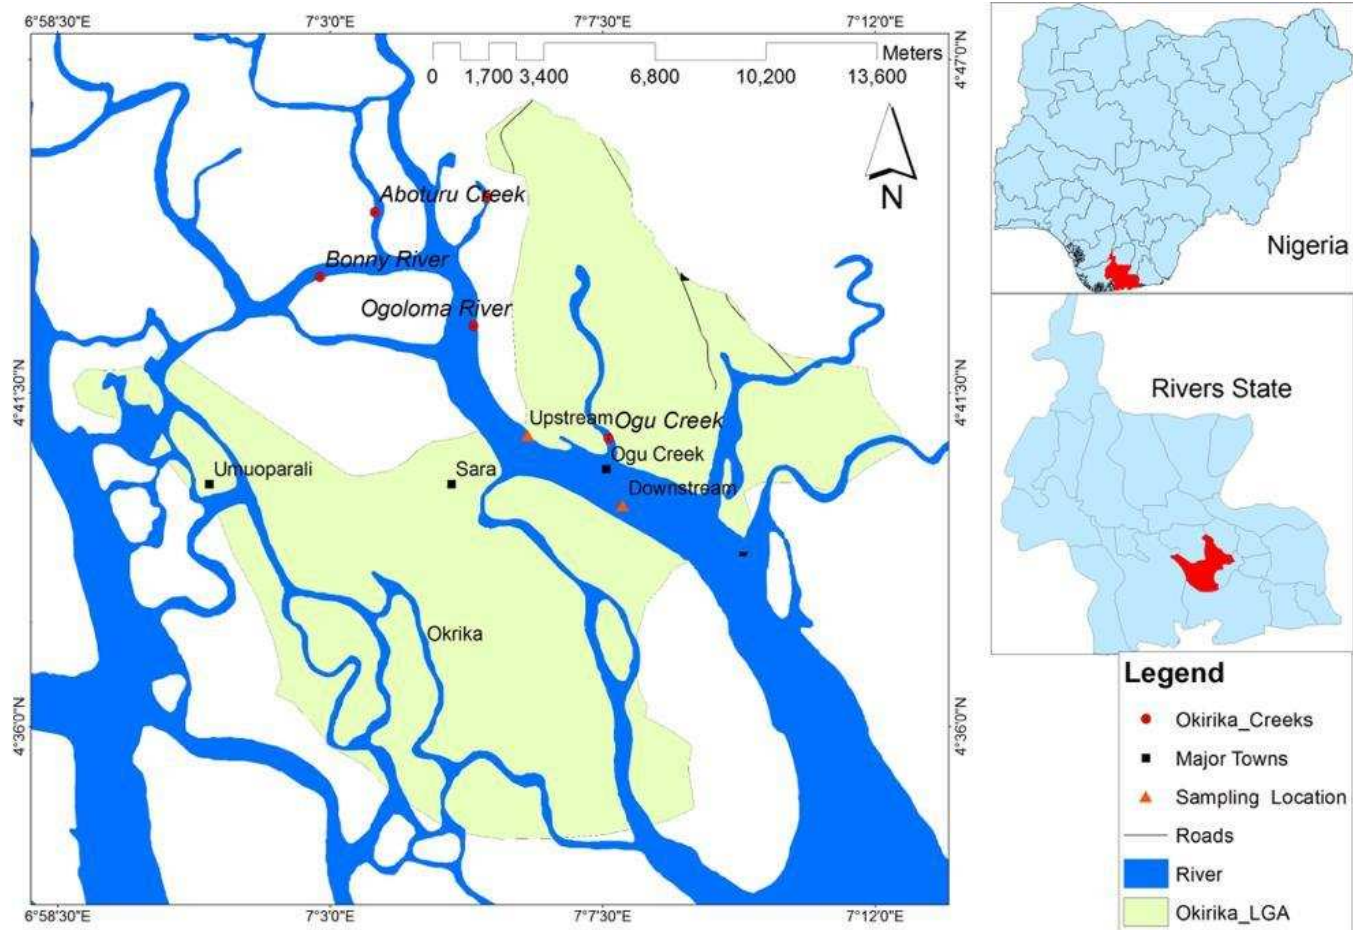 6°58'30"E
7°3'0"E
7°7'30"E
7°12'0"E
Meters
0 1,700 3,400 6,800 10,200 13,600
4°47'0"N
4°47'0"N
N
Aboturu Creek
Bonny River
Ogoloma River
4°41'30"N
4°41'30"N
Upstream
Ogu Creek
Ogu Creek
Umuoparali
Sara
Downstream
Okrika
4°36'0"N
4°36'0"N
6°58'30"E
7°3'0"E
7°7'30"E
7°12'0"E
Nigeria
Rivers State
Legend
Okirika_Creeks
Major Towns
Sampling Location
Roads
River
Okirika_LGA